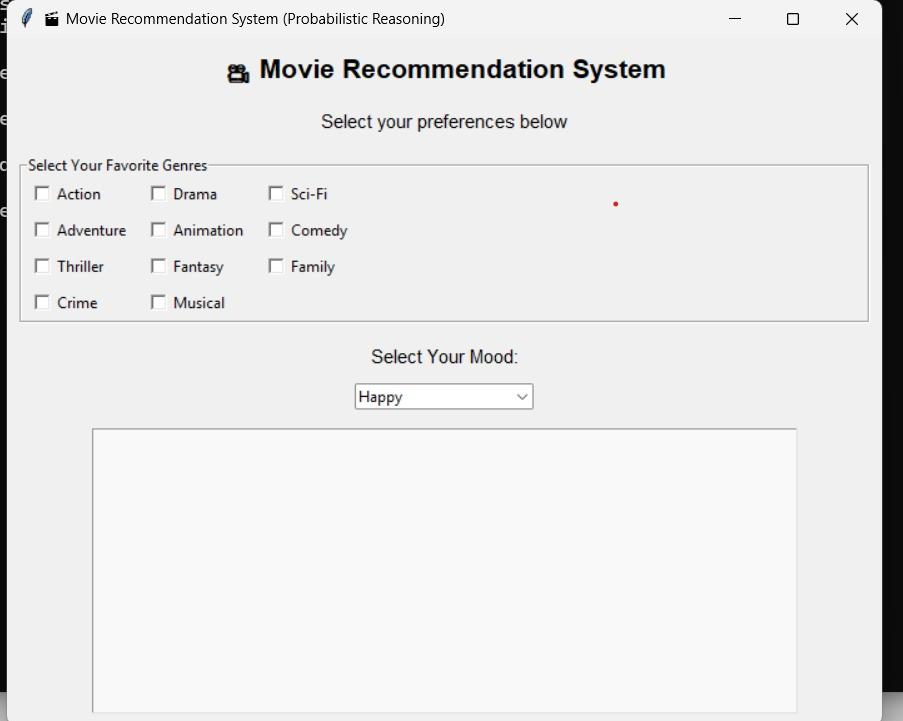 Movie Recommendation System (Probabilistic Reasoning)
Movie Recommendation System
Select your preferences below
Select Your Favorite Genres
Action Drama Sci-Fi
Adventure Animation Comedy
Thriller Fantasy Family
Crime Musical
Select Your Mood:
Happy